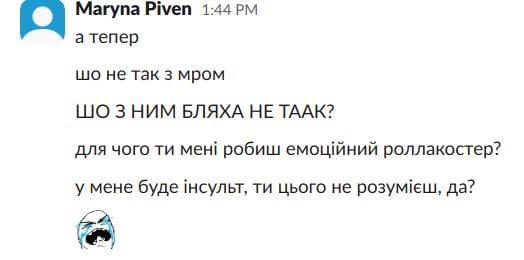 Maryna Piven 1:44 PM
а тепер
шо не так з мром
ШО З НИМ БЛЯХА НЕ ТААК?
для чого ти мені робиш емоційний роллакостер?
у мене буде інсульт, ти цього не розумієш, да?